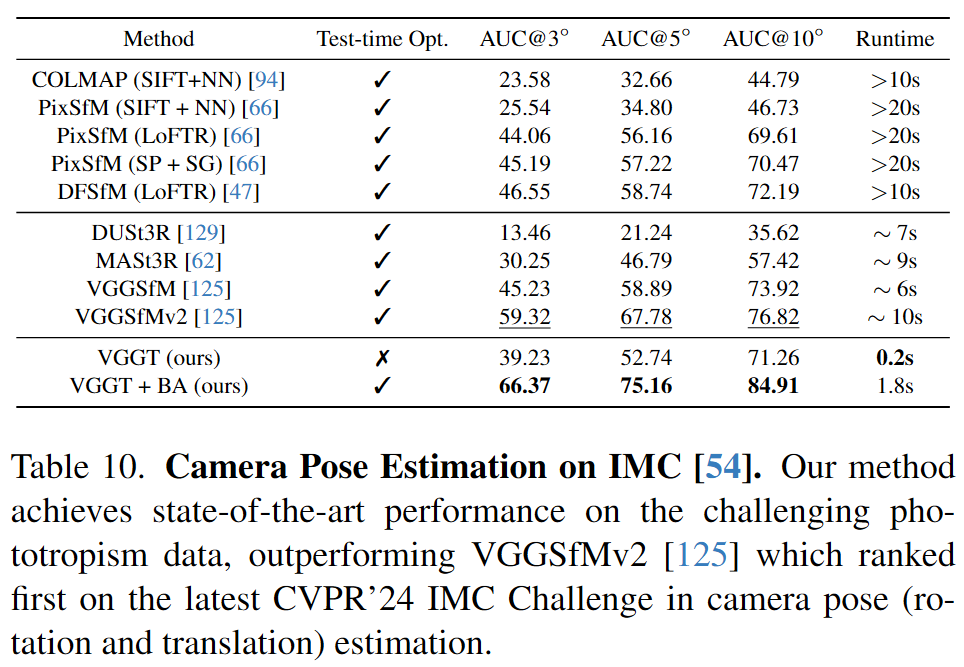 Method Test-time Opt. AUC@3° AUC@5° AUC@10° Runtime
COLMAP (SIFT+NN) [94] ✓ 23.58 32.66 44.79 >10s
PixSfM (SIFT + NN) [66] ✓ 25.54 34.80 46.73 >20s
PixSfM (LoFTR) [66] ✓ 44.06 56.16 69.61 >20s
PixSfM (SP + SG) [66] ✓ 45.19 57.22 70.47 >20s
DFSfM (LoFTR) [47] ✓ 46.55 58.74 72.19 >10s
DUSt3R [129] ✓ 13.46 21.24 35.62 ∼ 7s
MASt3R [62] ✓ 30.25 46.79 57.42 ∼ 9s
VGGSfM [125] ✓ 45.23 58.89 73.92 ∼ 6s
VGGSfMv2 [125] ✓ 59.32 67.78 76.82 ∼ 10s
VGGT (ours) ✗ 39.23 52.74 71.26 0.2s
VGGT + BA (ours) ✓ 66.37 75.16 84.91 1.8s
Table 10. Camera Pose Estimation on IMC [54]. Our method
achieves state-of-the-art performance on the challenging pho-
totropism data, outperforming VGGSfMv2 [125] which ranked
first on the latest CVPR'24 IMC Challenge in camera pose (ro-
tation and translation) estimation.